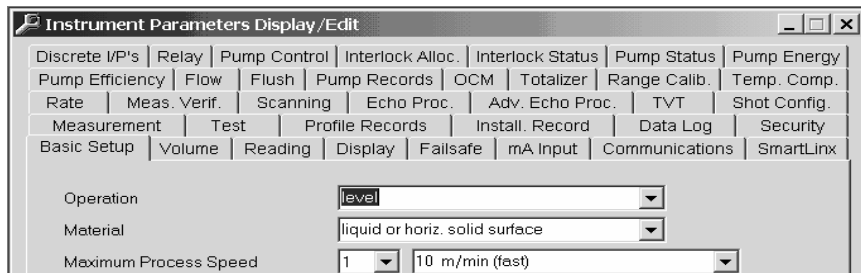 Instrument Parameters Display/Edit
Discrete I/P's Relay Pump Control Interlock Alloc. Interlock Status Pump Status Pump Energy
Pump Efficiency Flow Flush Pump Records OCM Totalizer Range Calib. Temp. Comp.
Rate Meas. Verif. Scanning Echo Proc. Adv. Echo Proc. TVT Shot Config.
Measurement Test Profile Records Install. Record Data Log Security
Basic Setup Volume Reading Display Failsafe mA Input Communications SmartLinx
Operation level
Material liquid or horiz. solid surface
Maximum Process Speed 1 10 m/min (fast)